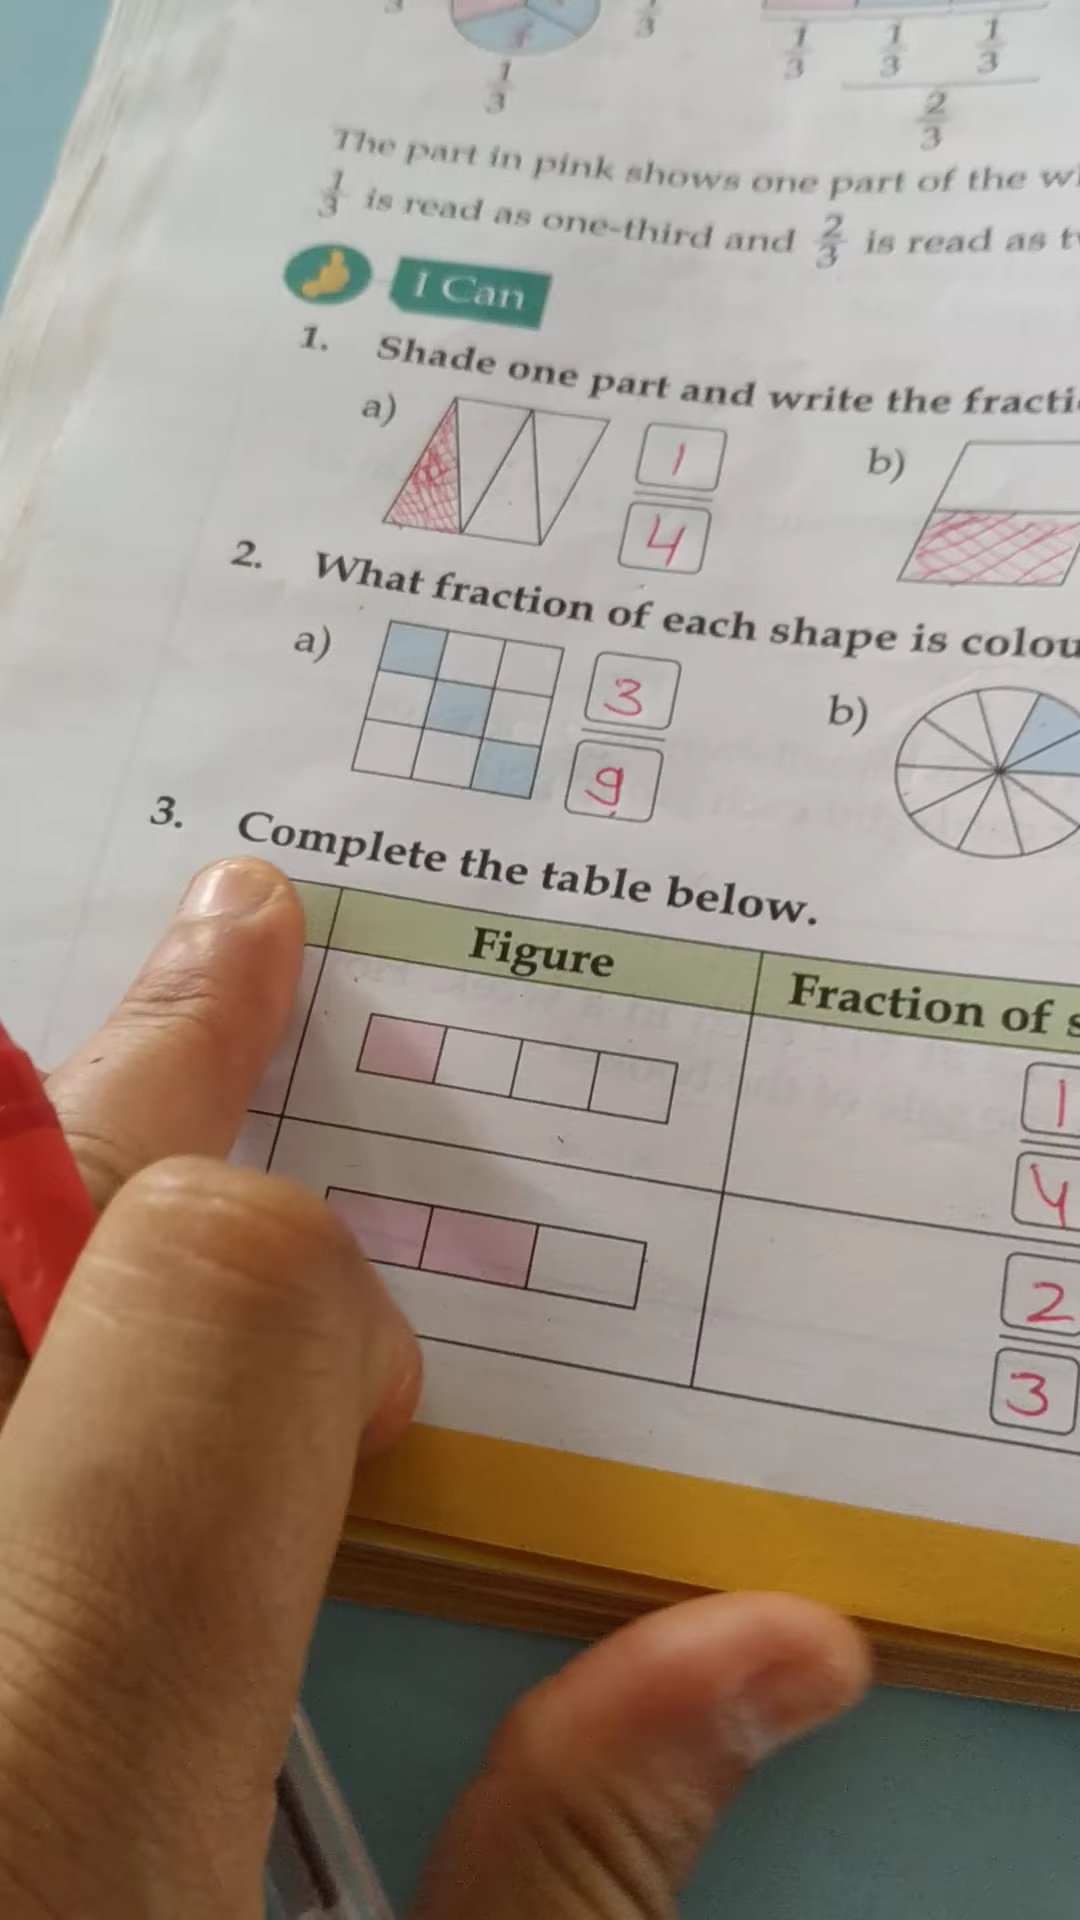 1/3 1/3 1/3 1/3
1/3 2/3
The part in pink shows one part of the
1/3 is read as one-third and 2/3 is read as
I Can
1. Shade one part and write the
a) 1/4 b)
2. What fraction of each shape is
a) 3/9 b)
3. Complete the table below.
Figure Fraction of
1/4
2/3